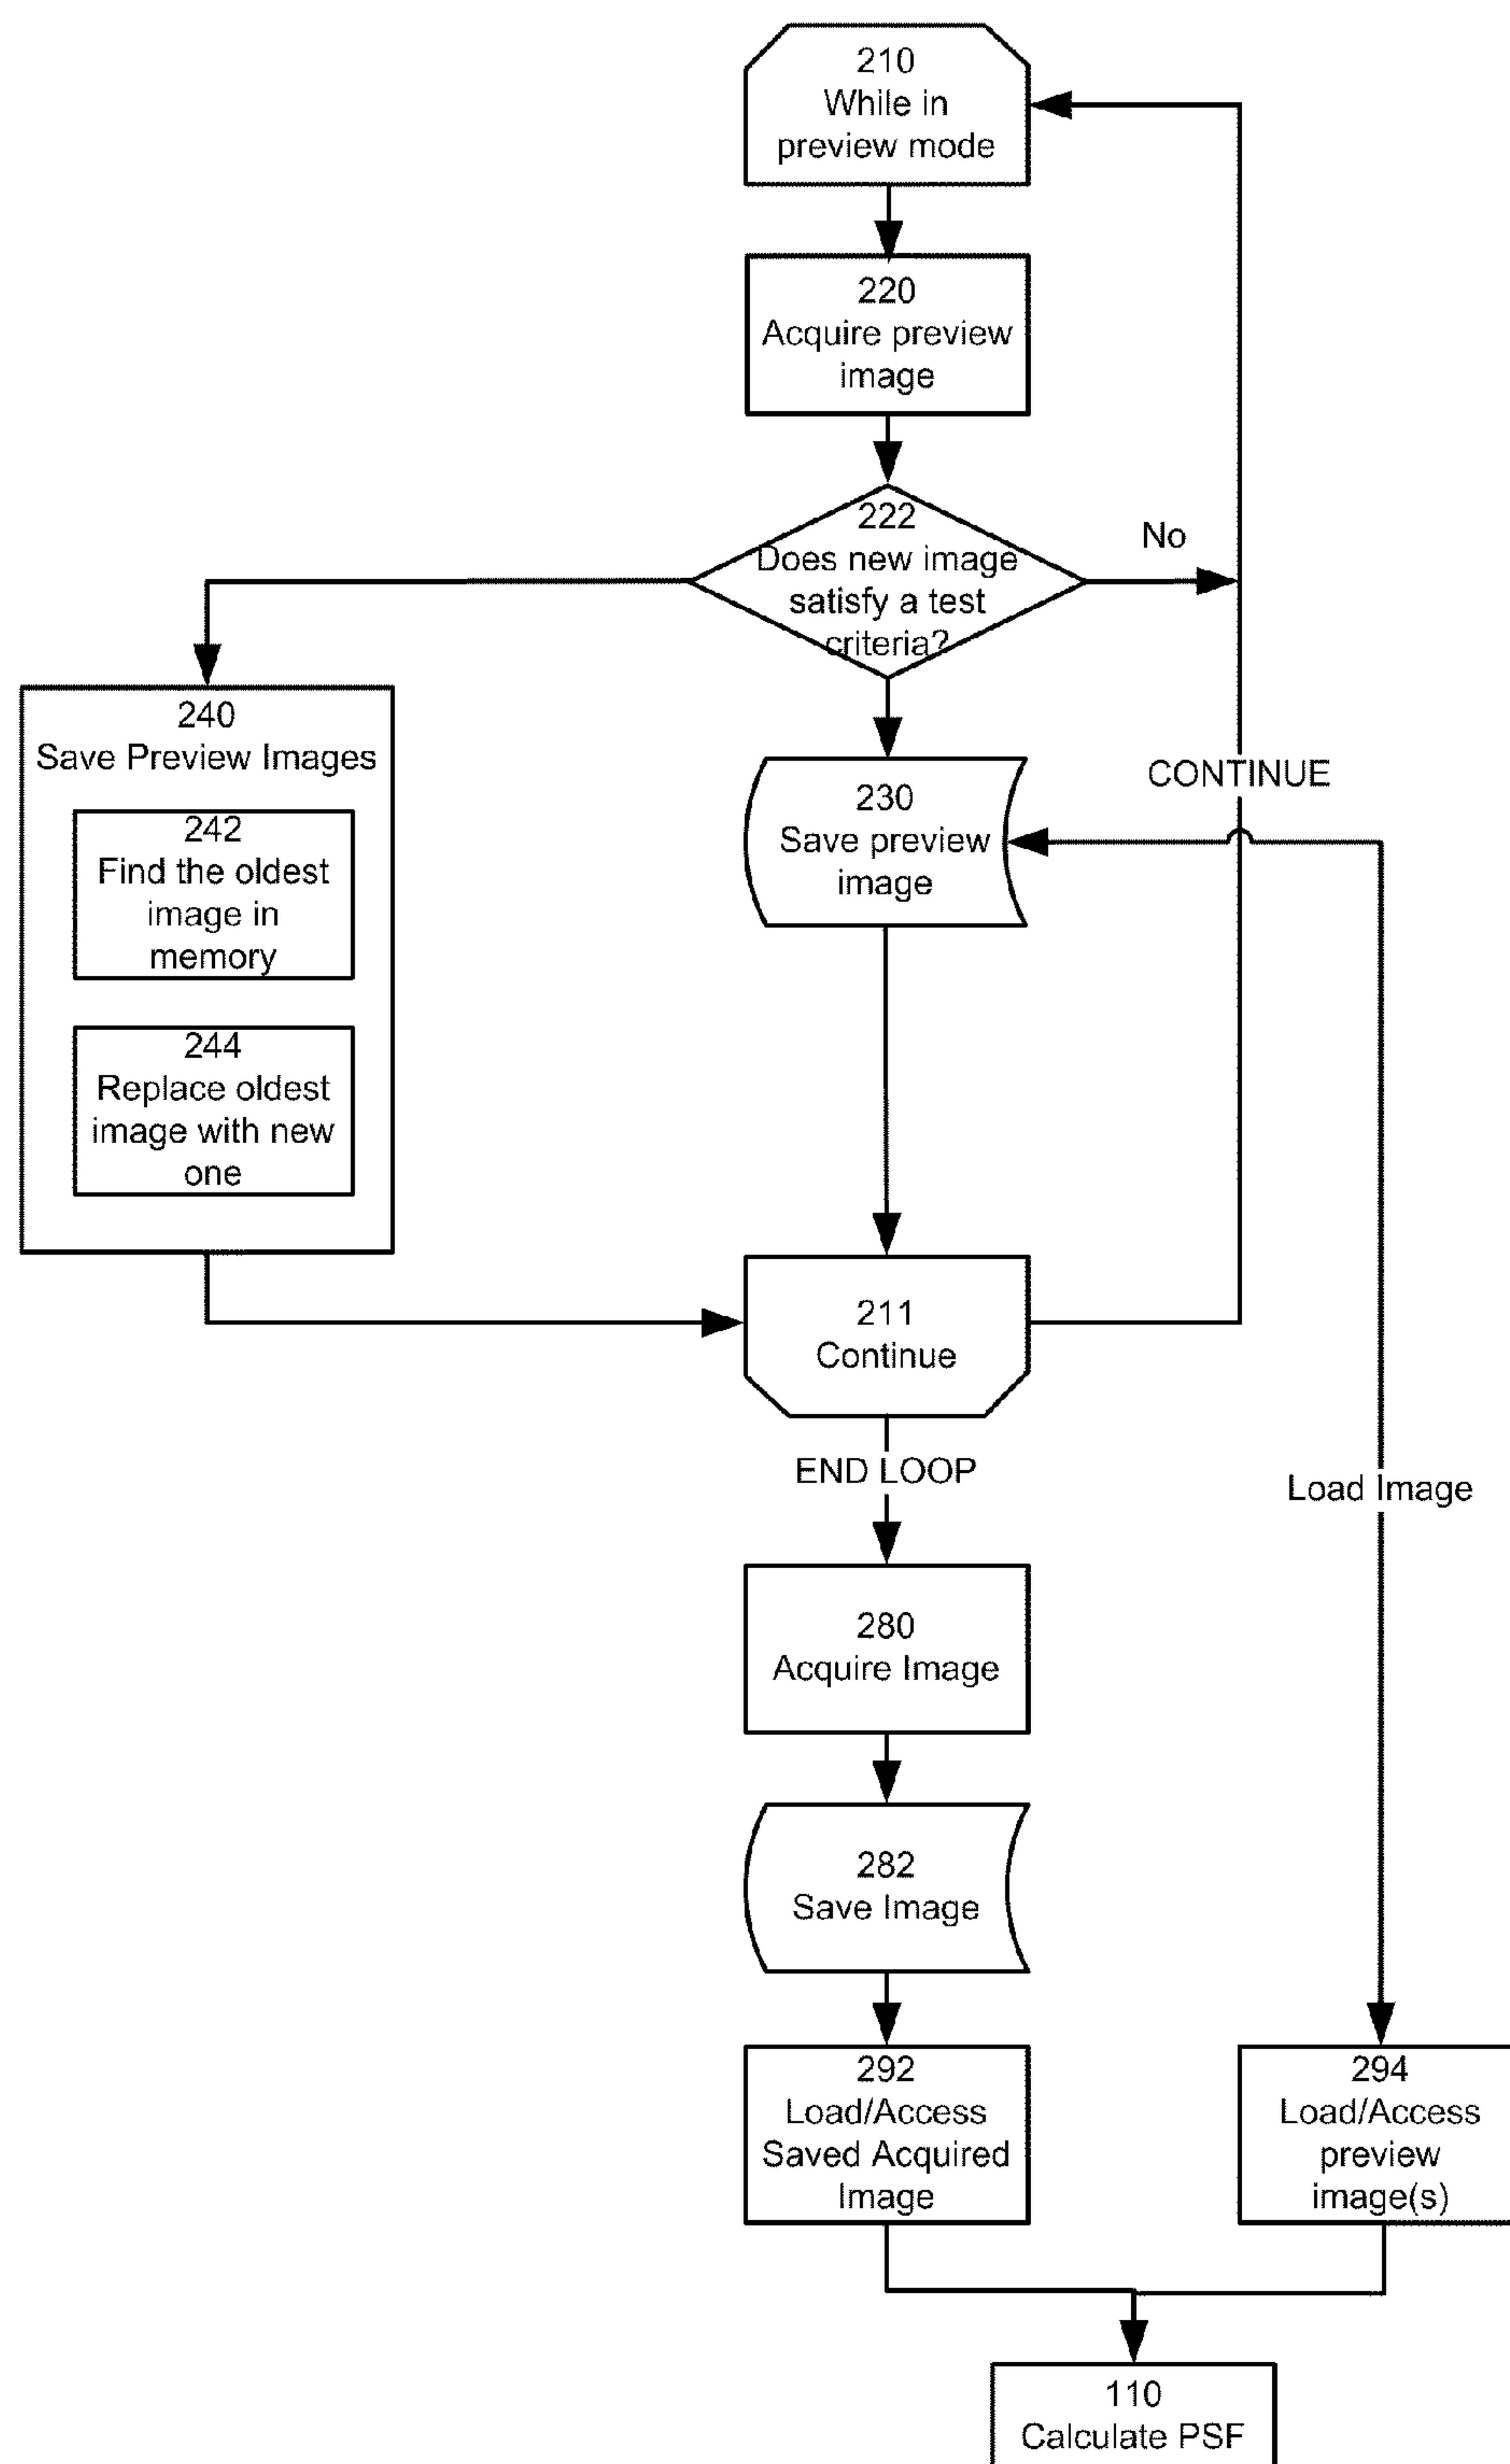 210
While in
preview mode
220
Acquire preview
image
222
Does new image
satisfy a test
criteria?
No
240
Save Preview Images
242
Find the oldest
image in
memory
244
Replace oldest
image with new
one
230
Save preview
image
CONTINUE
211
Continue
END LOOP
Load Image
280
Acquire Image
282
Save Image
292
Load/Access
Saved Acquired
Image
294
Load/Access
preview
image(s)
110
Calculate PSF